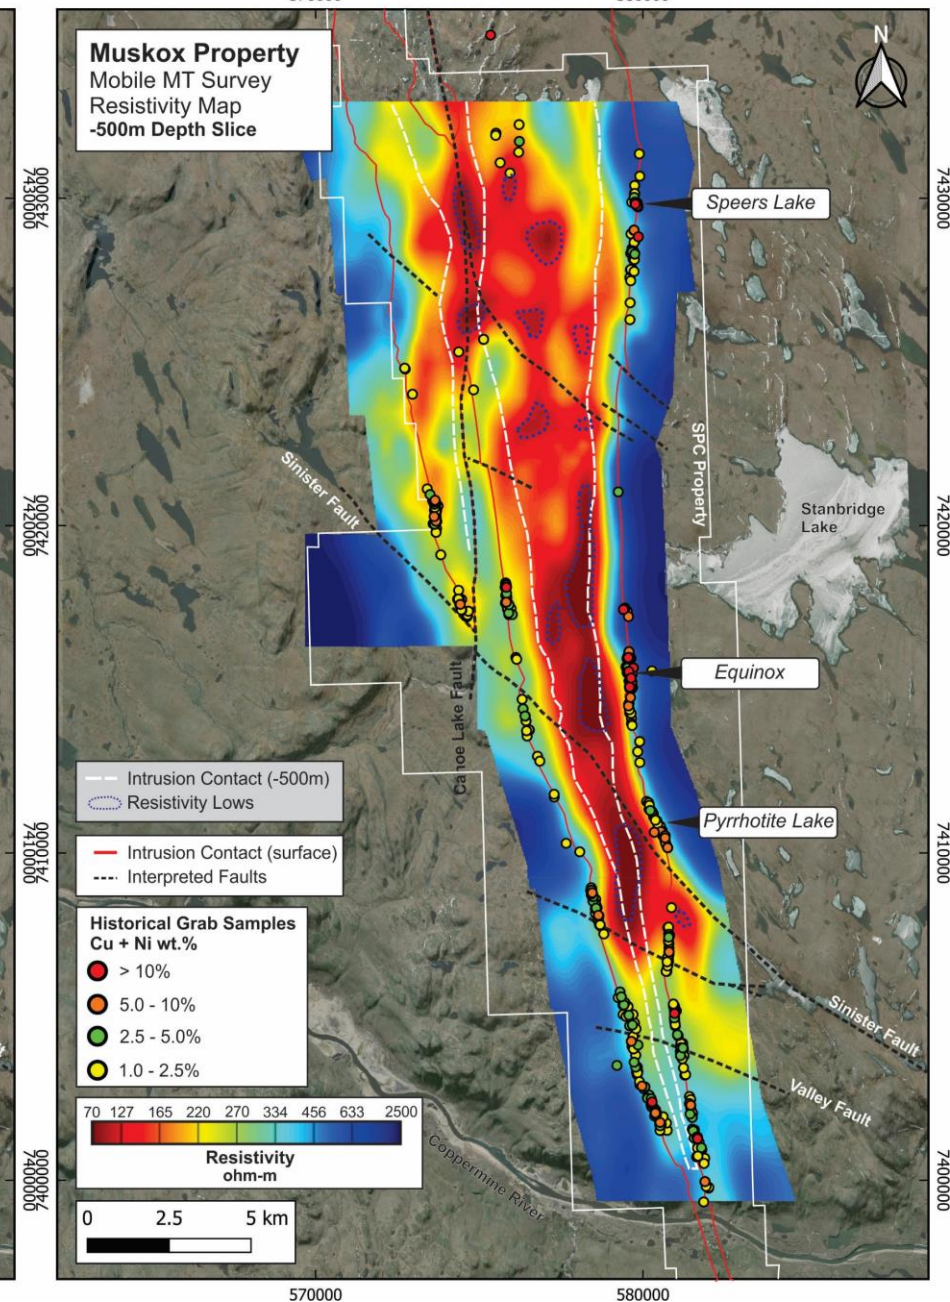 Muskox Property
Mobile MT Survey
Resistivity Map
-500m Depth Slice
N
7430000
7430000
Speers Lake
SPC Property
Stanbridge
Lake
Sinister Fault
7420000
7420000
Equinox
Canoe Lake Fault
Intrusion Contact (-500m)
Resistivity Lows
Pyrrhotite Lake
Intrusion Contact (surface)
Interpreted Faults
7410000
7410000
Historical Grab Samples
Cu + Ni wt.%
> 10%
5.0 - 10%
2.5 - 5.0%
1.0 - 2.5%
Sinister Fault
Valley Fault
70 127 165 220 270 334 456 633 2500
Resistivity
ohm-m
Coppermine River
7400000
7400000
0 2.5 5 km
570000 580000